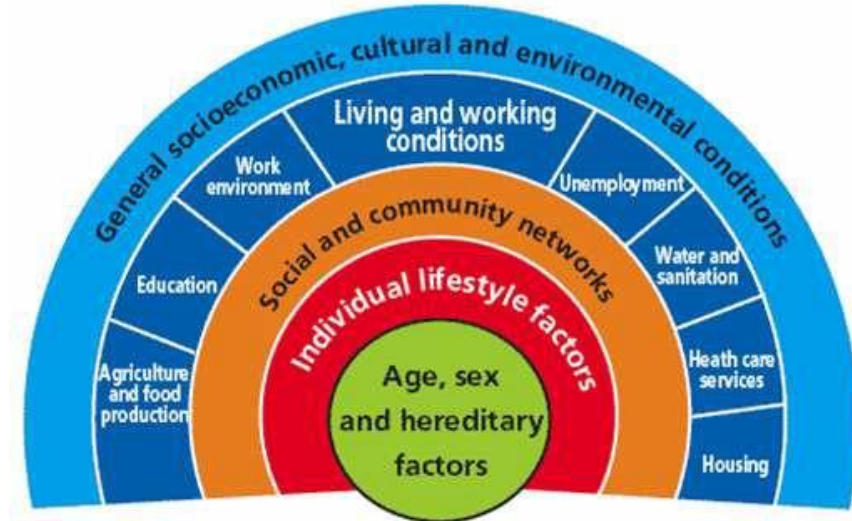 General socioeconomic, cultural and environmental conditions
Living and working
conditions
Work
environment
Unemployment
Education
Water and
sanitation
Agriculture
and food
production
Heath care
services
Housing
Social and community networks
Individual lifestyle factors
Age, sex
and hereditary
factors